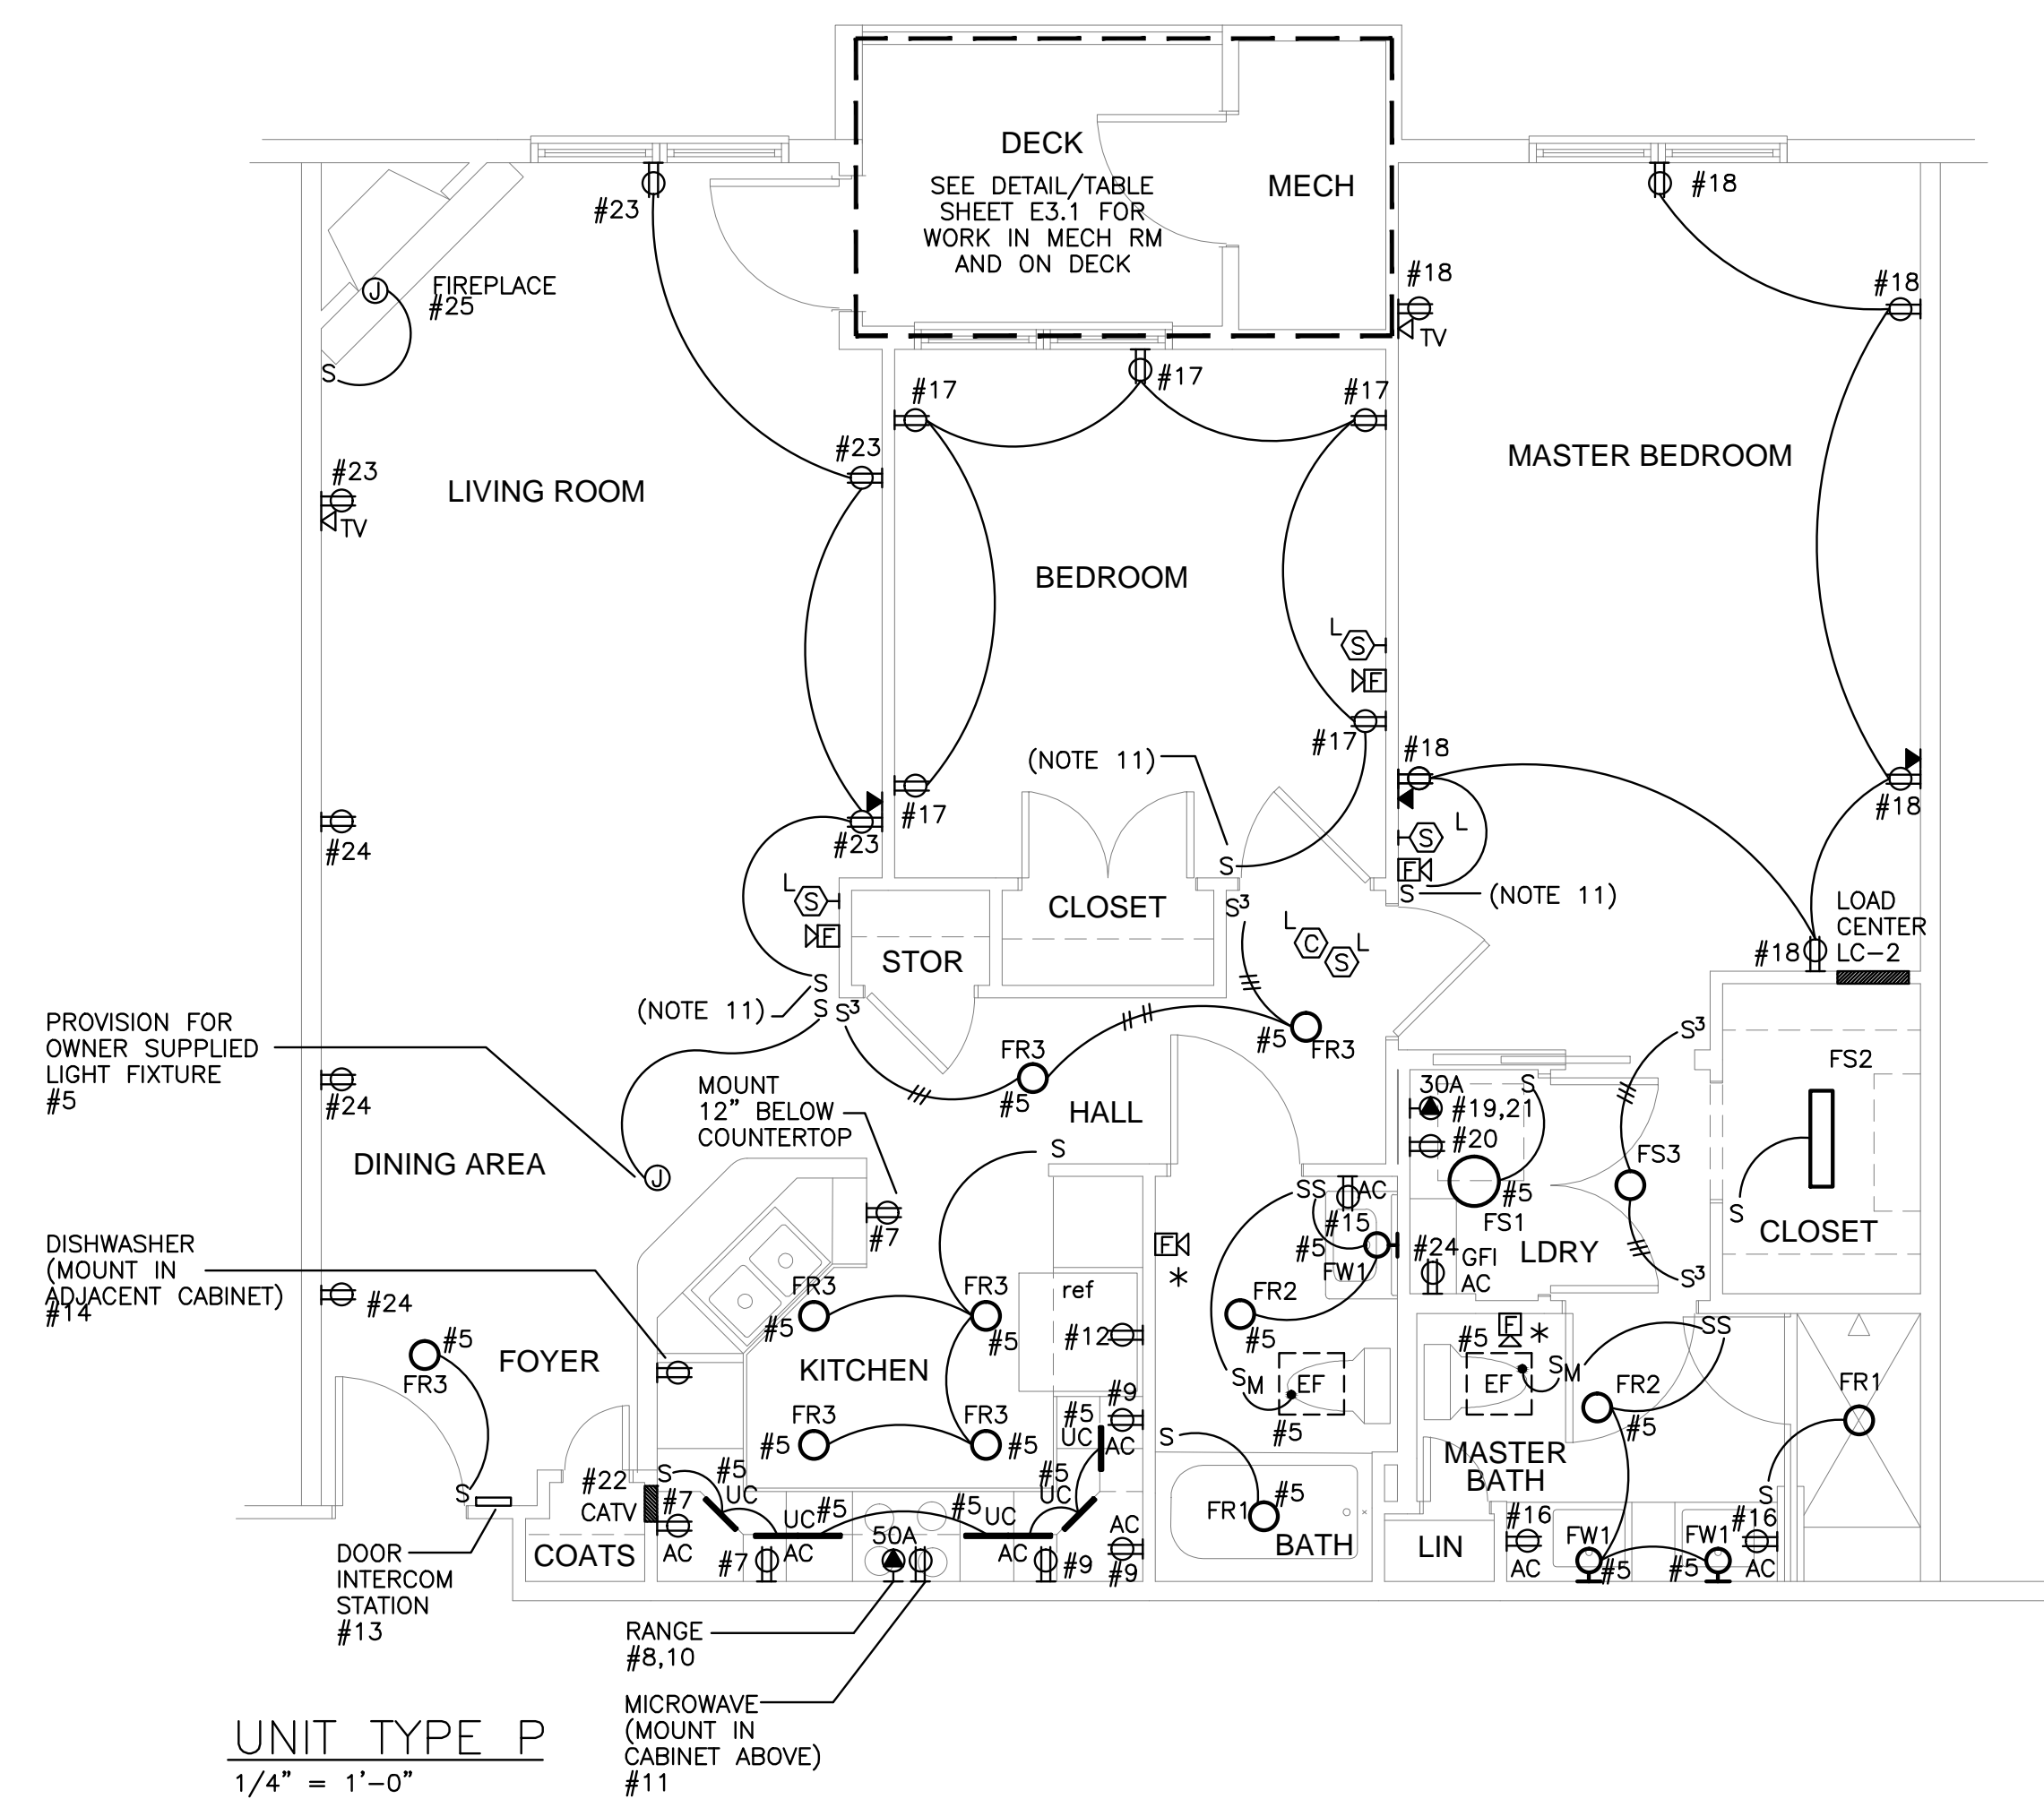 DECK
SEE DETAIL/TABLE
SHEET E3.1 FOR
WORK IN MECH RM
AND ON DECK
MECH
#23
#18
FIREPLACE
#25
J
S
#18
TV
#18
#17
#17
#17
#23
#23
TV
LIVING ROOM
MASTER BEDROOM
BEDROOM
L
S
F
#17
(NOTE 11)
#18
#18
#17
#23
#24
S
L
S
F
S
(NOTE 11)
L
S
F
STOR
CLOSET
S3
L
C
S
L
LOAD
CENTER
LC-2
#18
(NOTE 11)
S
S
S3
PROVISION FOR
OWNER SUPPLIED
LIGHT FIXTURE
#5
#24
MOUNT
12" BELOW
COUNTERTOP
FR3
#5
#5
FR3
HALL
S
S3
FS2
30A
#19,21
#20
S
FS3
#5
FS1
S
CLOSET
DINING AREA
J
#7
SS
AC
#15
#5
FW1
#24
GFI
AC
LDRY
S3
F
*
DISHWASHER
(MOUNT IN
ADJACENT CABINET)
#14
#24
FR3
#5
FR3
#5
ref
#12
FR2
#5
F
*
SS
#5
FR3
FOYER
KITCHEN
SM
EF
#5
#5
EF
SM
FR2
#5
FR1
FR3
#5
FR3
#5
#9
#5
UC
AC
S
MASTER
BATH
S
#22
CATV
S
#5
UC
#7
AC
#5
UC
AC
#7
50A
#5
UC
AC
#5
UC
#9
AC
#9
FR1
#5
BATH
LIN
#16
AC
FW1
#5
FW1
#5
#16
AC
S
S
COATS
DOOR
INTERCOM
STATION
#13
RANGE
#8,10
MICROWAVE
(MOUNT IN
CABINET ABOVE)
#11
UNIT TYPE P
1/4" = 1'-0"